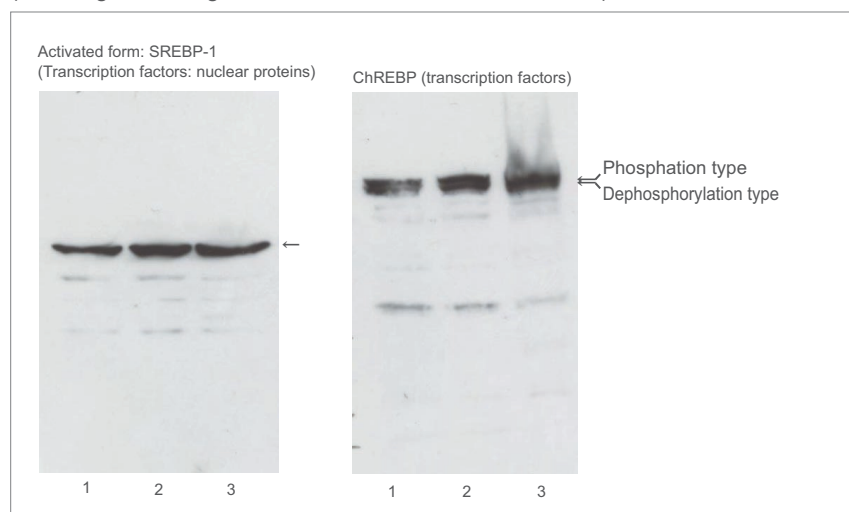 Activated form: SREBP-1
(Transcription factors: nuclear proteins)
ChREBP (transcription factors)
←
Phosphation type
Dephosphorylation type
1 2 3
1 2 3